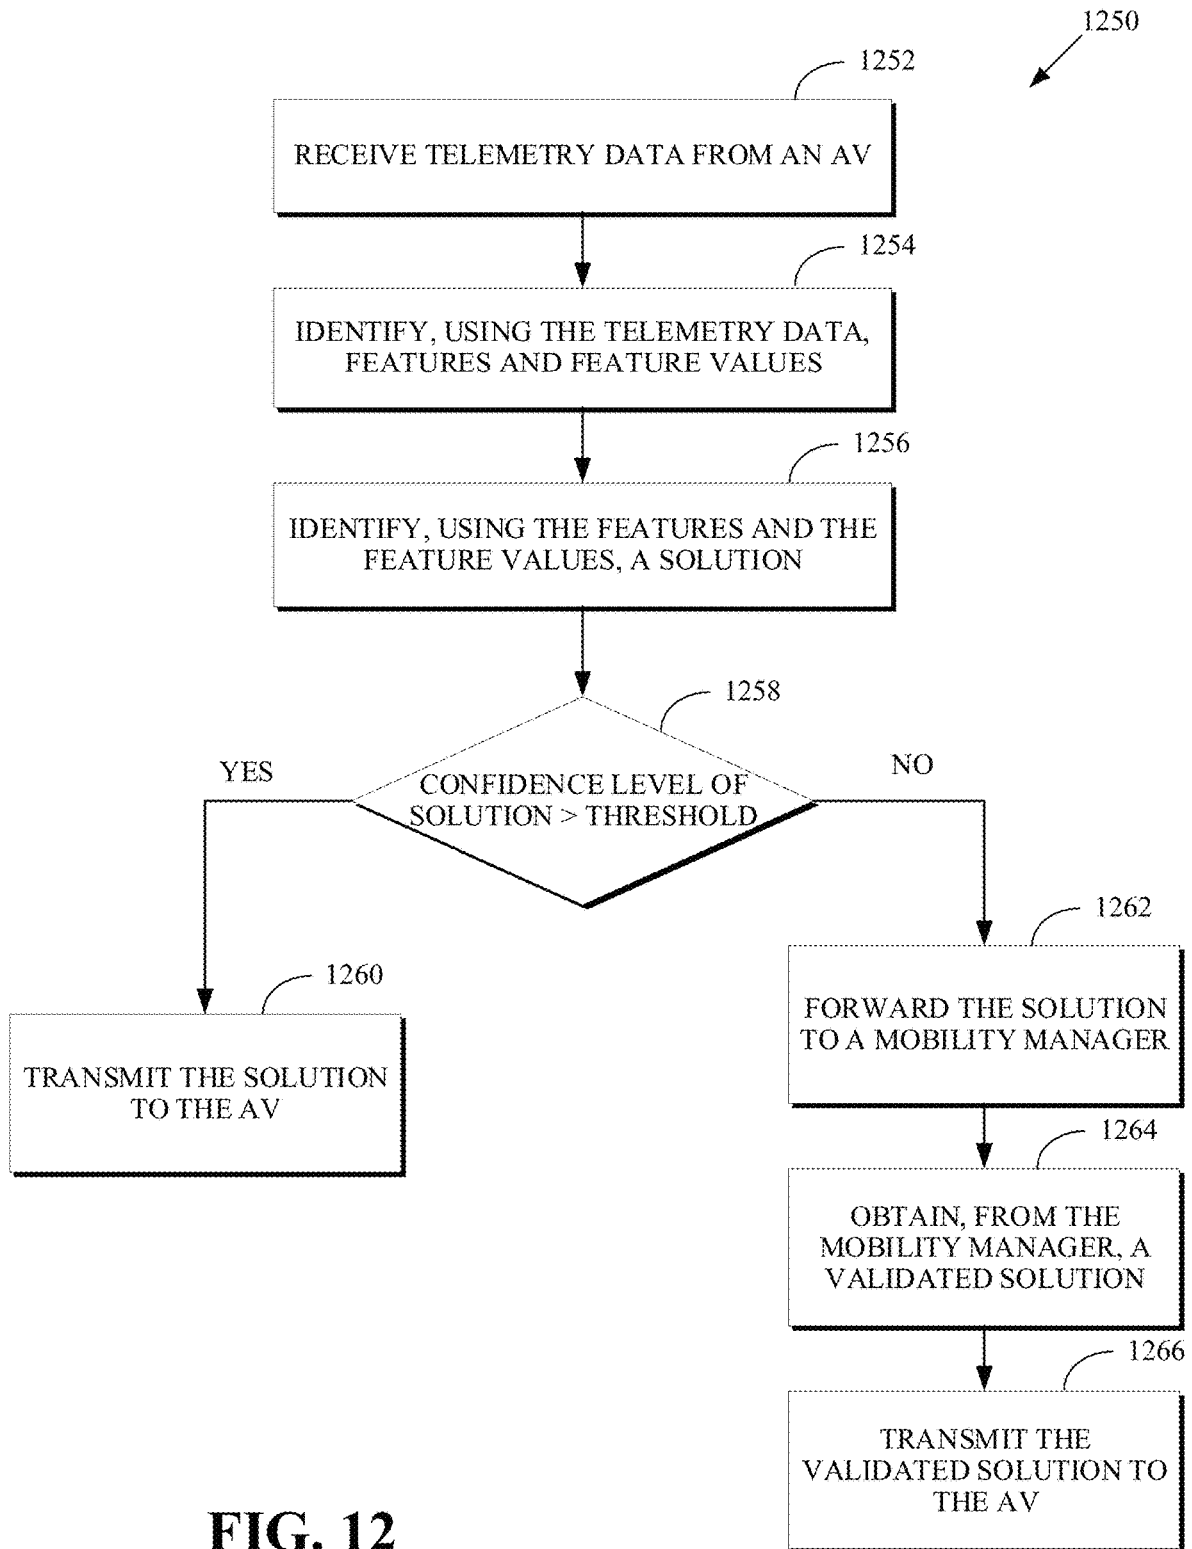 1250
1252
RECEIVE TELEMETRY DATA FROM AN AV
1254
IDENTIFY, USING THE TELEMETRY DATA,
FEATURES AND FEATURE VALUES
1256
IDENTIFY, USING THE FEATURES AND THE
FEATURE VALUES, A SOLUTION
1258
YES
NO
CONFIDENCE LEVEL OF
SOLUTION > THRESHOLD
1260
TRANSMIT THE SOLUTION
TO THE AV
1262
FORWARD THE SOLUTION
TO A MOBILITY MANAGER
1264
OBTAIN, FROM THE
MOBILITY MANAGER, A
VALIDATED SOLUTION
1266
TRANSMIT THE
VALIDATED SOLUTION TO
THE AV
FIG. 12